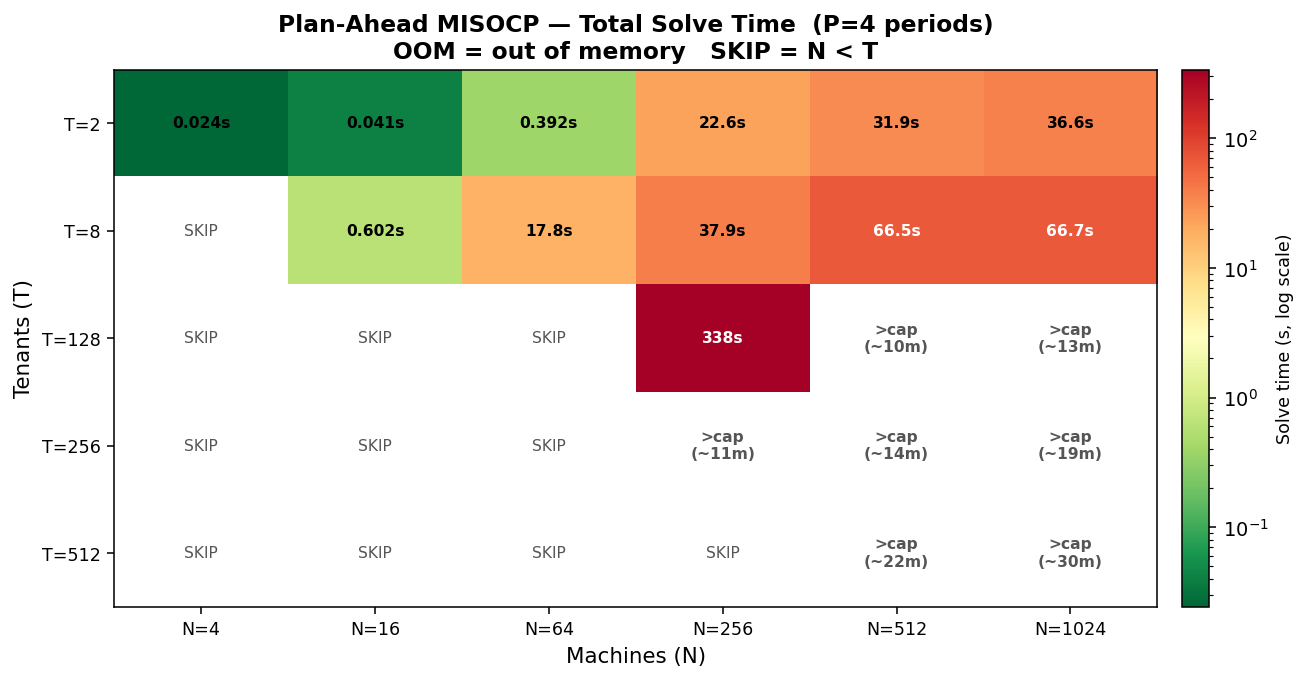 Plan-Ahead MISOCP — Total Solve Time  (P=4 periods)
OOM = out of memory   SKIP = N < T
T=2
0.024s
0.041s
0.392s
22.6s
31.9s
36.6s
T=8
SKIP
0.602s
17.8s
37.9s
66.5s
66.7s
T=128
SKIP
SKIP
SKIP
338s
>cap
(~10m)
>cap
(~13m)
T=256
SKIP
SKIP
SKIP
>cap
(~11m)
>cap
(~14m)
>cap
(~19m)
T=512
SKIP
SKIP
SKIP
SKIP
>cap
(~22m)
>cap
(~30m)
N=4
N=16
N=64
N=256
N=512
N=1024
Machines (N)
Tenants (T)
10²
10¹
10⁰
10⁻¹
Solve time (s, log scale)